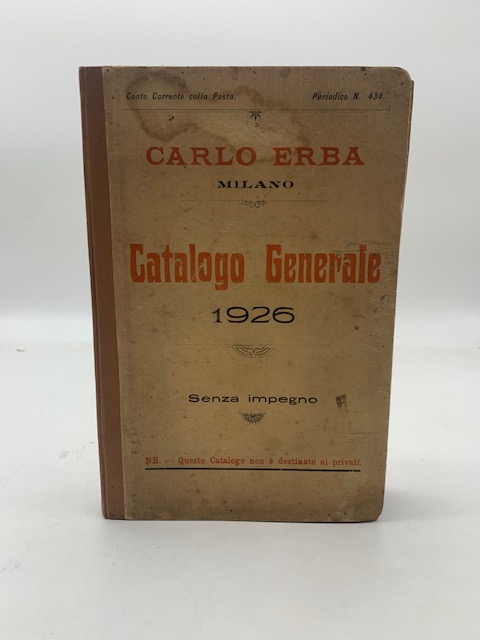 Conto Corrente colla Posta. Periodico N. 434.
CARLO ERBA
MILANO
Catalogo Generale
1926
Senza impegno
NB. — Questo Catalogo non è destinato ai privati.